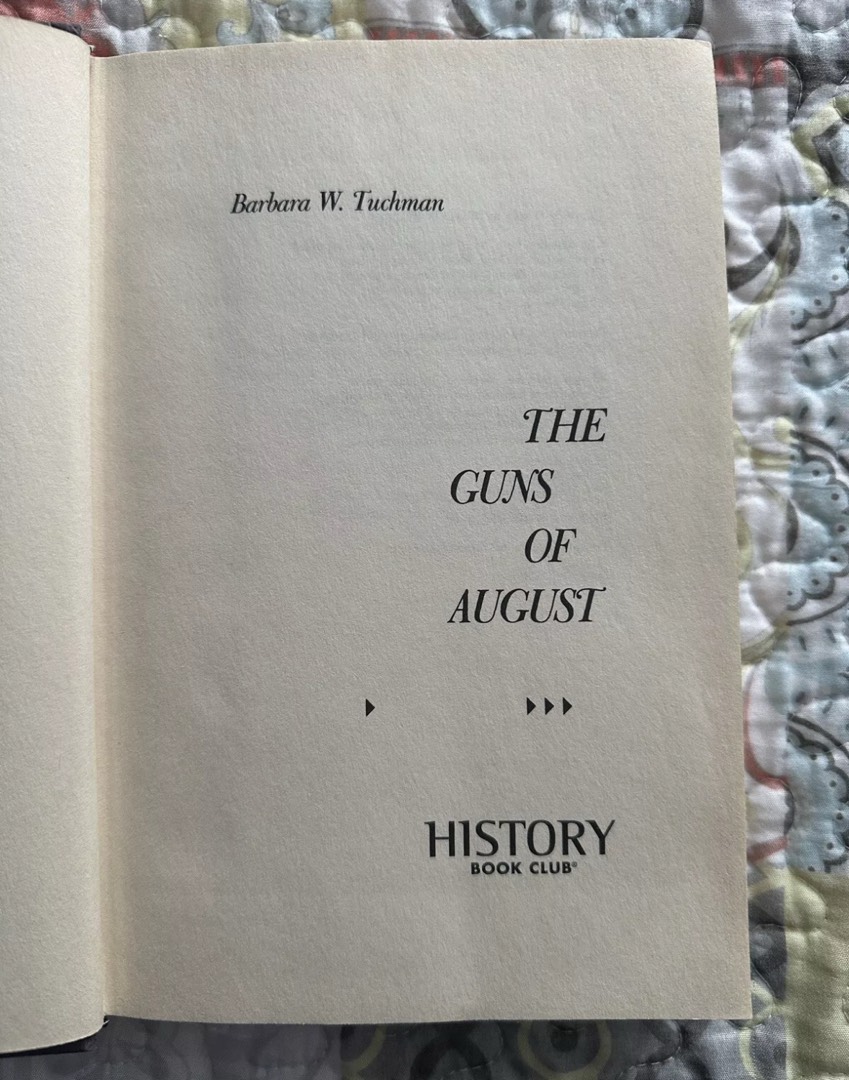 Barbara W. Tuchman
THE
GUNS
OF
AUGUST
HISTORY
BOOK CLUB®